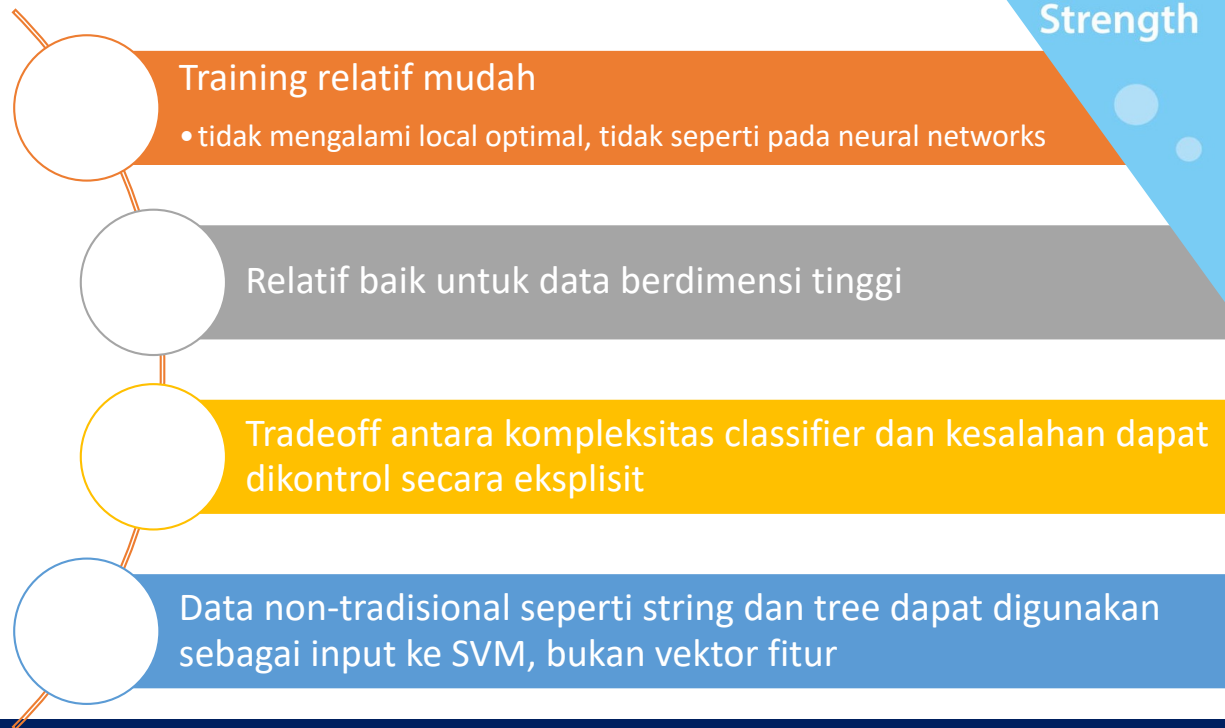 Strength
Training relatif mudah
•tidak mengalami local optimal, tidak seperti pada neural networks
Relatif baik untuk data berdimensi tinggi
Tradeoff antara kompleksitas classifier dan kesalahan dapat
dikontrol secara eksplisit
Data non-tradisional seperti string dan tree dapat digunakan
sebagai input ke SVM, bukan vektor fitur